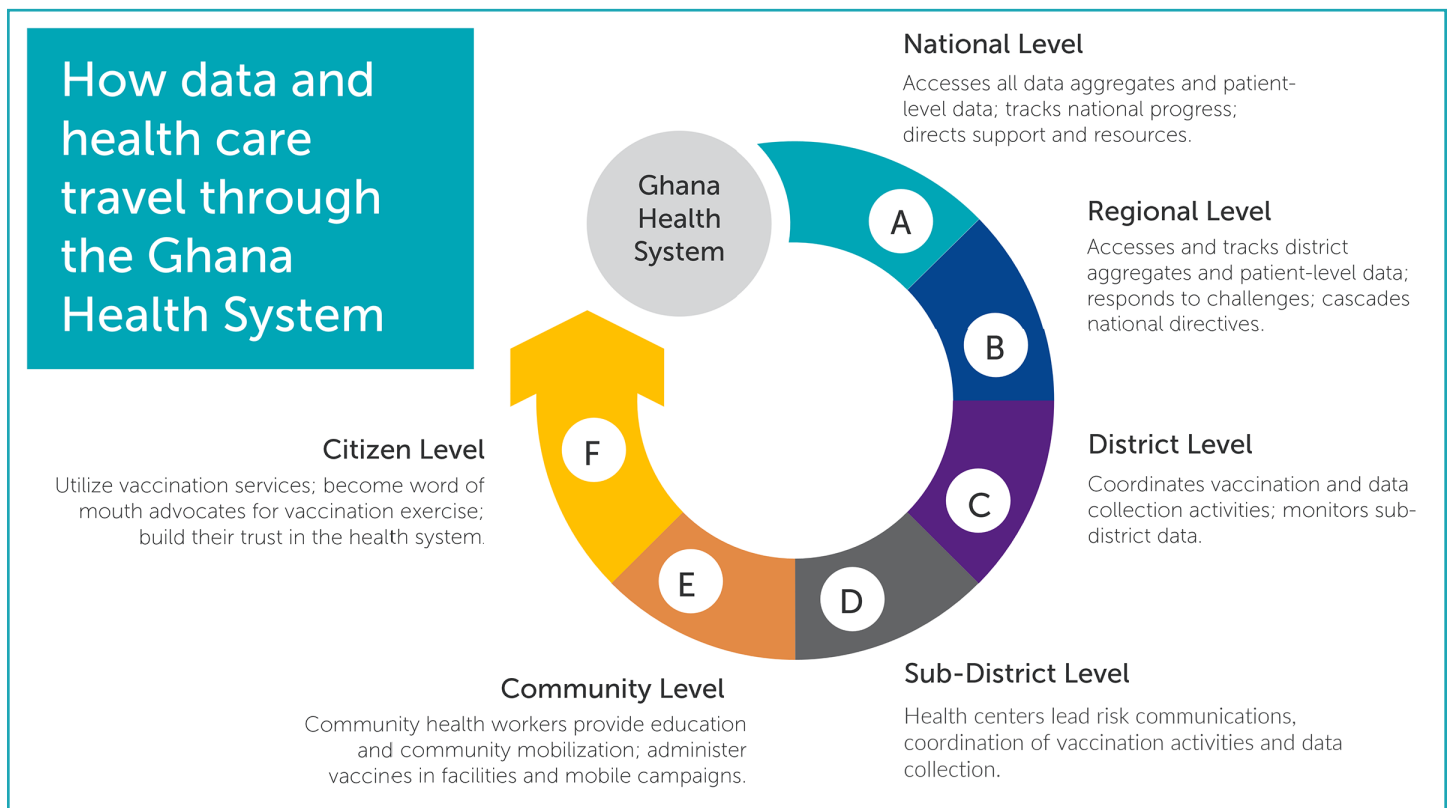 How data and
health care
travel through
the Ghana
Health System
Ghana
Health
System
National Level
Accesses all data aggregates and patient-
level data; tracks national progress;
directs support and resources.
A
Regional Level
Accesses and tracks district
aggregates and patient-level data;
responds to challenges; cascades
national directives.
B
District Level
Coordinates vaccination and data
collection activities; monitors sub-
district data.
C
Sub-District Level
Health centers lead risk communications,
coordination of vaccination activities and data
collection.
D
Community Level
Community health workers provide education
and community mobilization; administer
vaccines in facilities and mobile campaigns.
E
Citizen Level
Utilize vaccination services; become word of
mouth advocates for vaccination exercise;
build their trust in the health system.
F